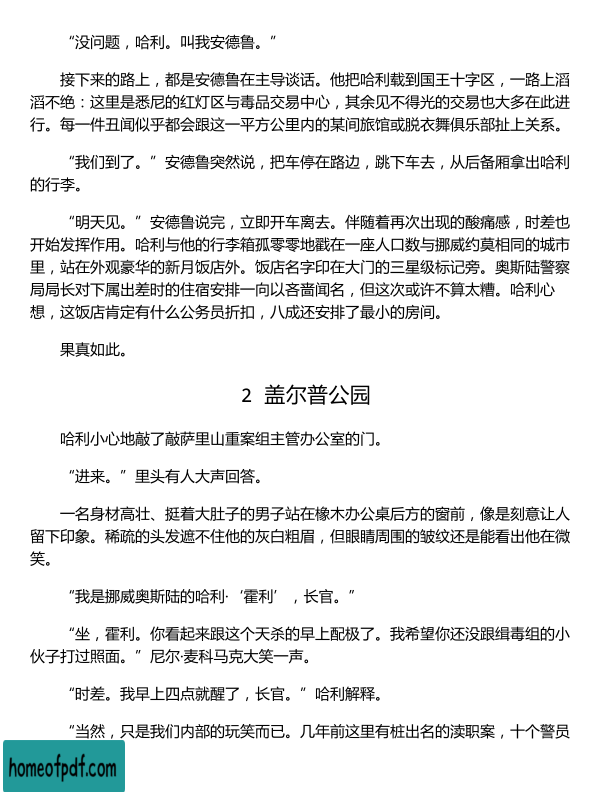 “没问题，哈利。叫我安德鲁。”
接下来的路上，都是安德鲁在主导谈话。他把哈利载到国王十字区，一路上滔
滔不绝：这里是悉尼的红灯区与毒品交易中心，其余见不得光的交易也大多在此进
行。每一件丑闻似乎都会跟这一平方公里内的某间旅馆或脱衣舞俱乐部扯上关系。
“我们到了。”安德鲁突然说，把车停在路边，跳下车去，从后备厢拿出哈利
的行李。
“明天见。”安德鲁说完，立即开车离去。伴随着再次出现的酸痛感，时差也
开始发挥作用。哈利与他的行李箱孤零零地戳在一座人口数与挪威约莫相同的城市
里，站在外观豪华的新月饭店外。饭店名字印在大门的三星级标记旁。奥斯陆警察
局局长对下属出差时的住宿安排一向以吝啬闻名，但这次或许不算太糟。哈利心
想，这饭店肯定有什么公务员折扣，八成还安排了最小的房间。
果真如此。
2 盖尔普公园
哈利小心地敲了敲萨里山重案组主管办公室的门。
“进来。”里头有人大声回答。
一名身材高壮、挺着大肚子的男子站在橡木办公桌后方的窗前，像是刻意让人
留下印象。稀疏的头发遮不住他的灰白粗眉，但眼睛周围的皱纹还是能看出他在微
笑。
“我是挪威奥斯陆的哈利·‘霍利’，长官。”
“坐，霍利。你看起来跟这个天杀的早上配极了。我希望你还没跟缉毒组的小
伙子打过照面。”尼尔·麦科马克大笑一声。
“时差。我早上四点就醒了，长官。”哈利解释。
“当然，只是我们内部的玩笑而已。几年前这里有桩出名的渎职案，十个警员
homeofpdf.com